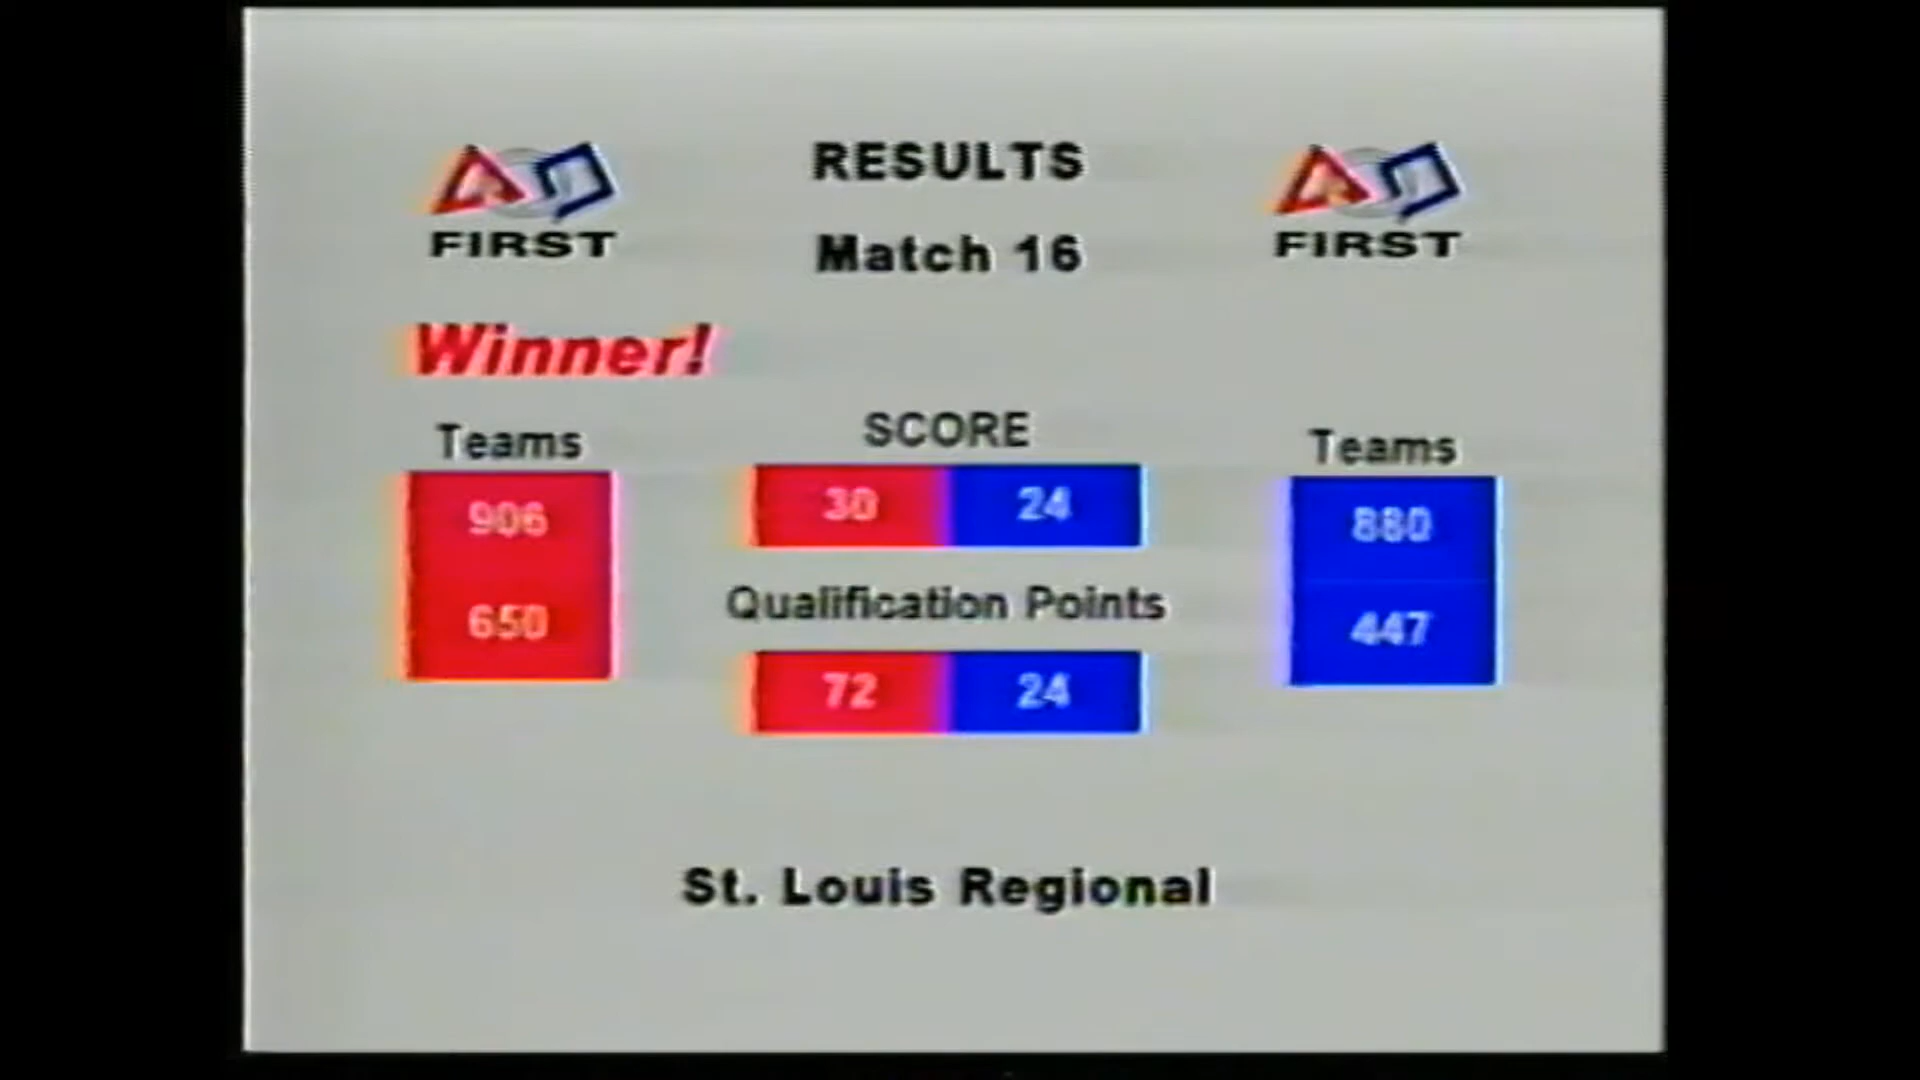 RESULTS
FIRST
FIRST
Match 16
Winner!
Teams
SCORE
Teams
906
30
24
880
Qualification Points
650
447
72
24
St. Louis Regional